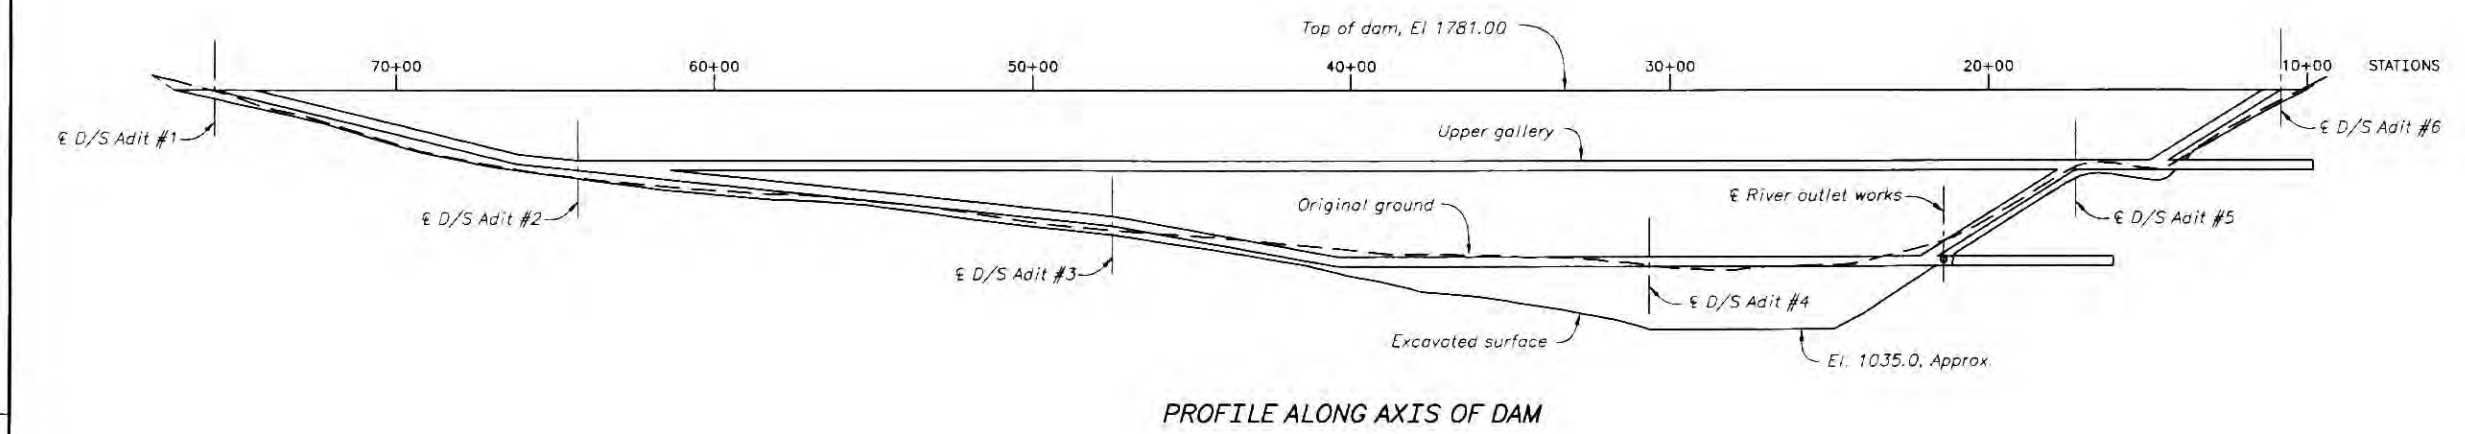 Top of dam, El 1781.00
70+00 60+00 50+00 40+00 30+00 20+00 10+00 STATIONS
℄ D/S Adit #1
Upper gallery
℄ D/S Adit #6
℄ D/S Adit #2
Original ground
℄ River outlet works
℄ D/S Adit #5
℄ D/S Adit #3
℄ D/S Adit #4
Excavated surface
El. 1035.0, Approx.
PROFILE ALONG AXIS OF DAM